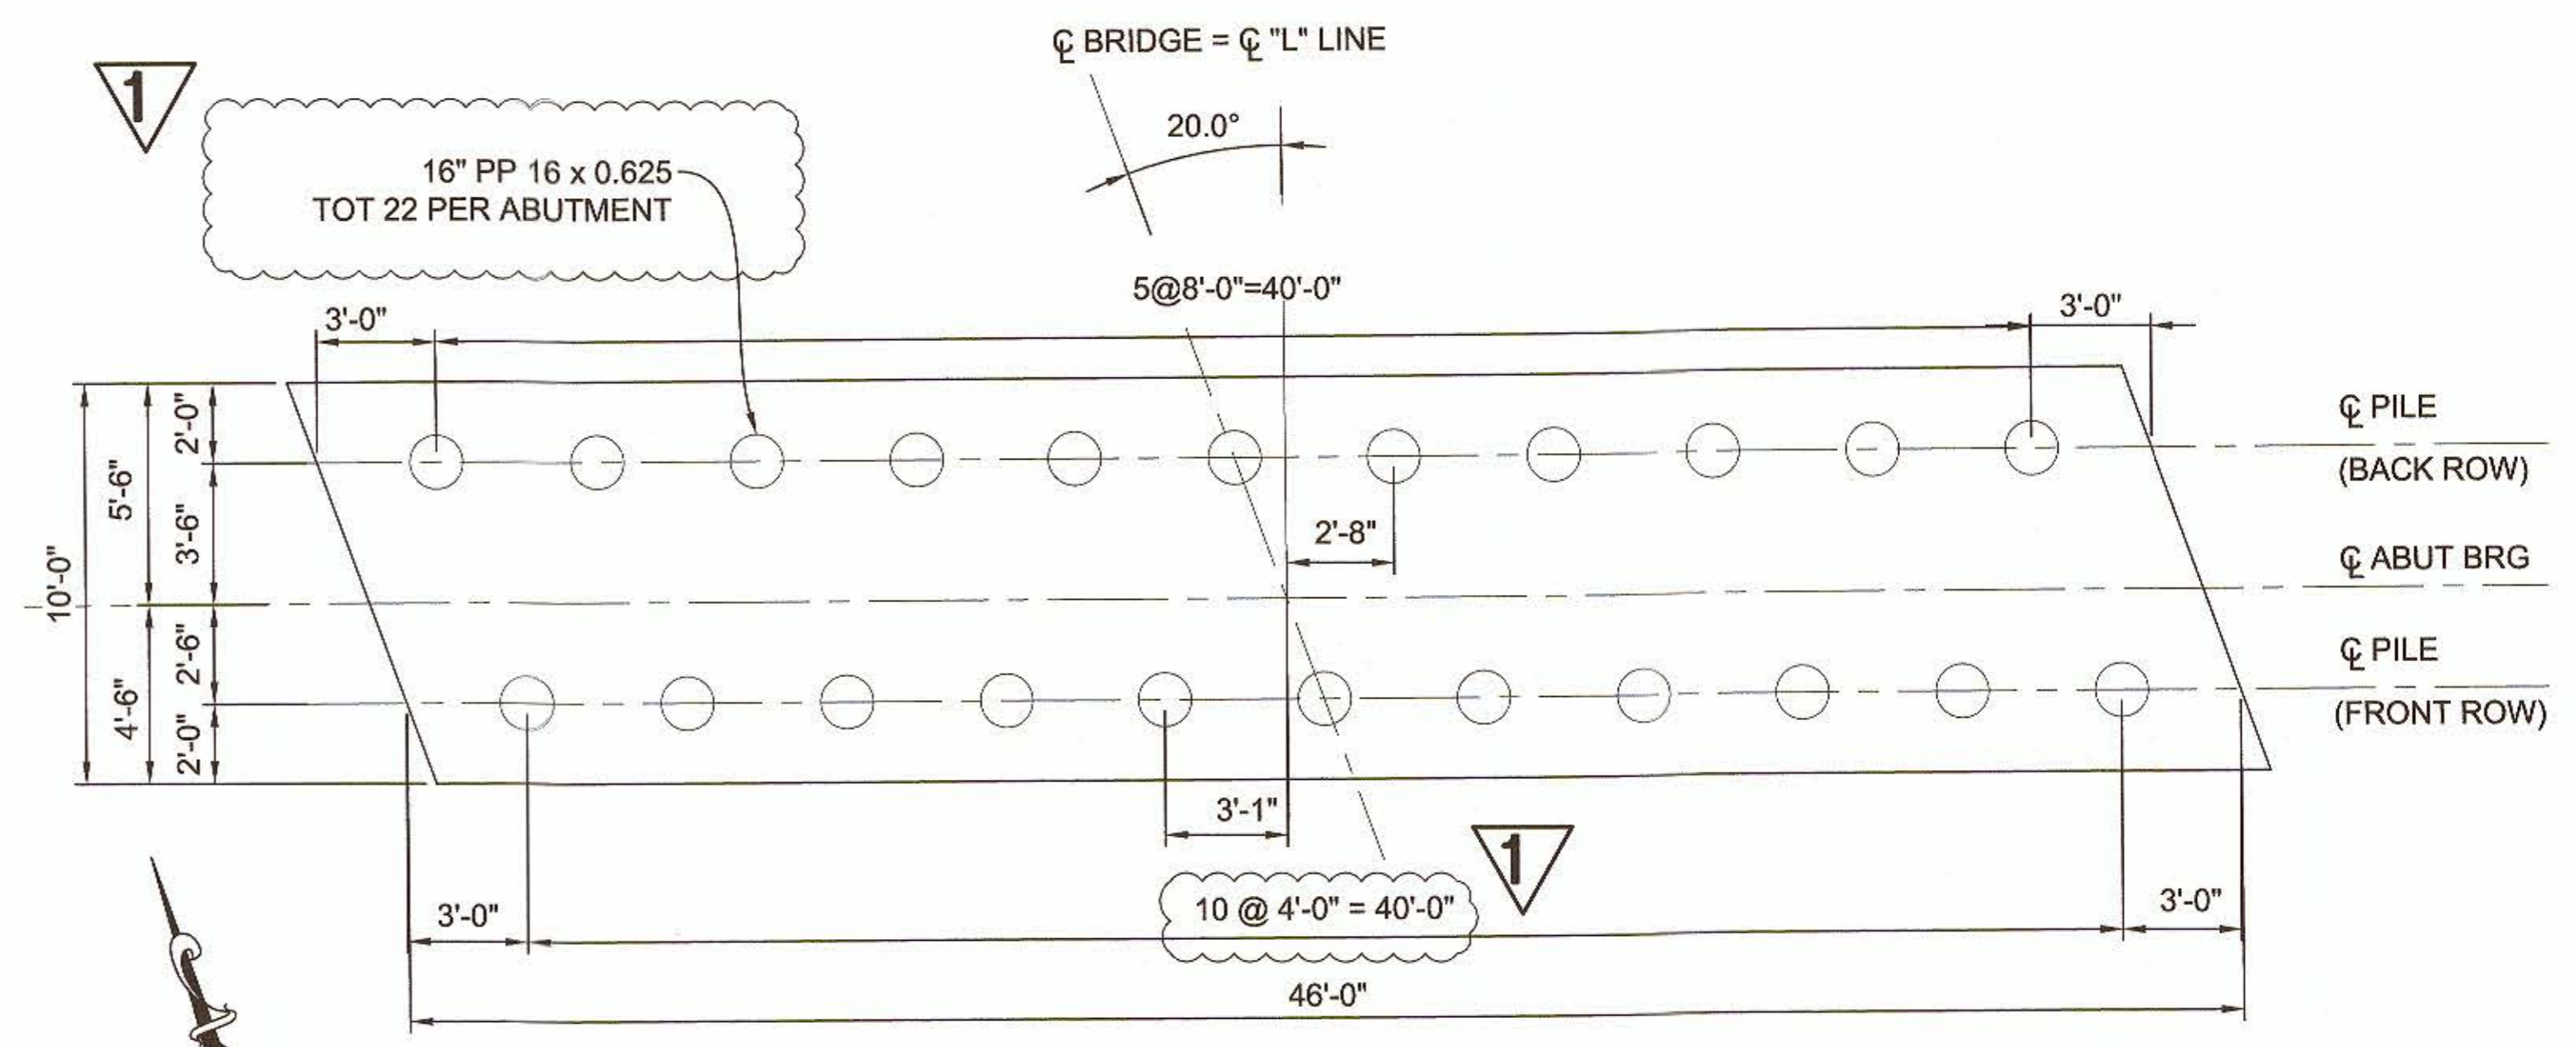 ℄ BRIDGE = ℄ "L" LINE
1
20.0°
16" PP 16 x 0.625
TOT 22 PER ABUTMENT
5@8'-0"=40'-0"
3'-0"
3'-0"
2'-0"
5'-6"
3'-6"
10'-0"
2'-6"
4'-6"
2'-0"
℄ PILE
(BACK ROW)
2'-8"
℄ ABUT BRG
℄ PILE
(FRONT ROW)
3'-1"
1
3'-0"
10 @ 4'-0" = 40'-0"
3'-0"
46'-0"